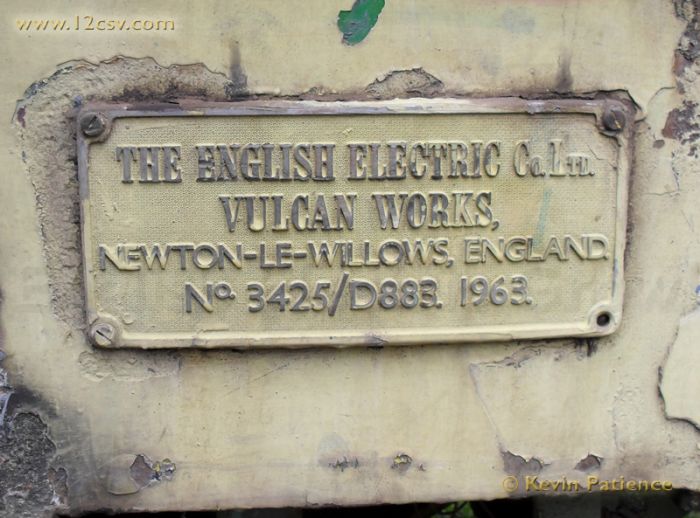 www.12csv.com
THE ENGLISH ELECTRIC Co. LTD.
VULCAN WORKS,
NEWTON-LE-WILLOWS, ENGLAND.
No. 3425/D883. 1963.
© Kevin Patience